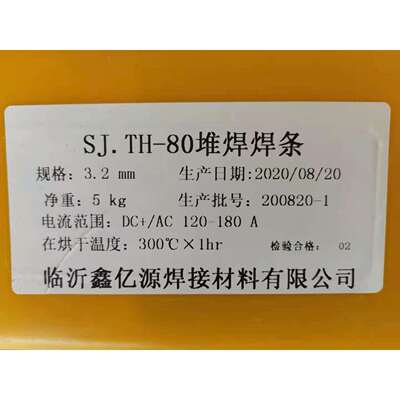 SJ.TH-80堆焊焊条
规格:3.2 mm 生产日期:2020/08/20
净重:5 kg 生产批号:200820-1
电流范围:DC+/AC 120-180 A
在烘干温度:300℃×1hr 检验合格: 02
临沂鑫亿源焊接材料有限公司